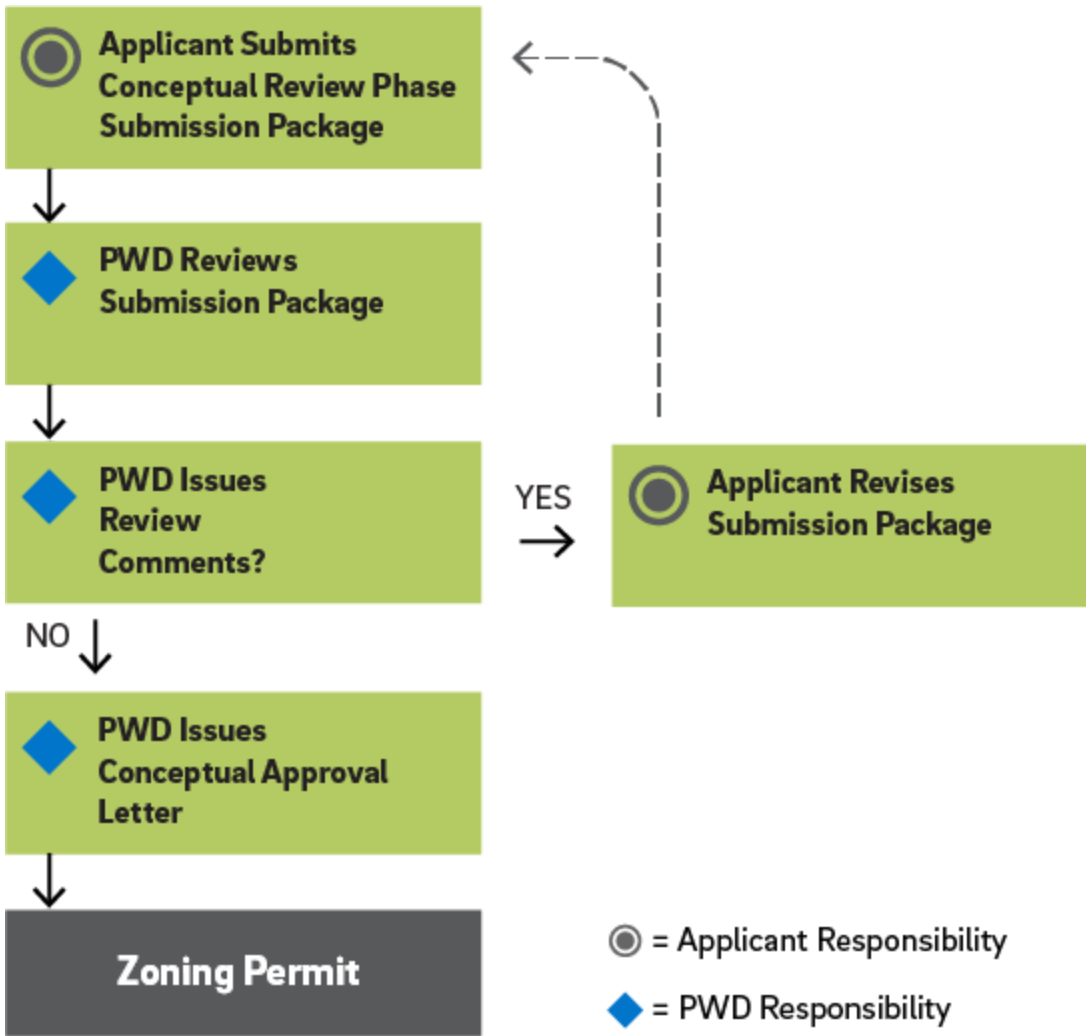 Applicant Submits
Conceptual Review Phase
Submission Package
PWD Reviews
Submission Package
PWD Issues
Review
Comments?
YES
Applicant Revises
Submission Package
NO
PWD Issues
Conceptual Approval
Letter
Zoning Permit
= Applicant Responsibility
= PWD Responsibility